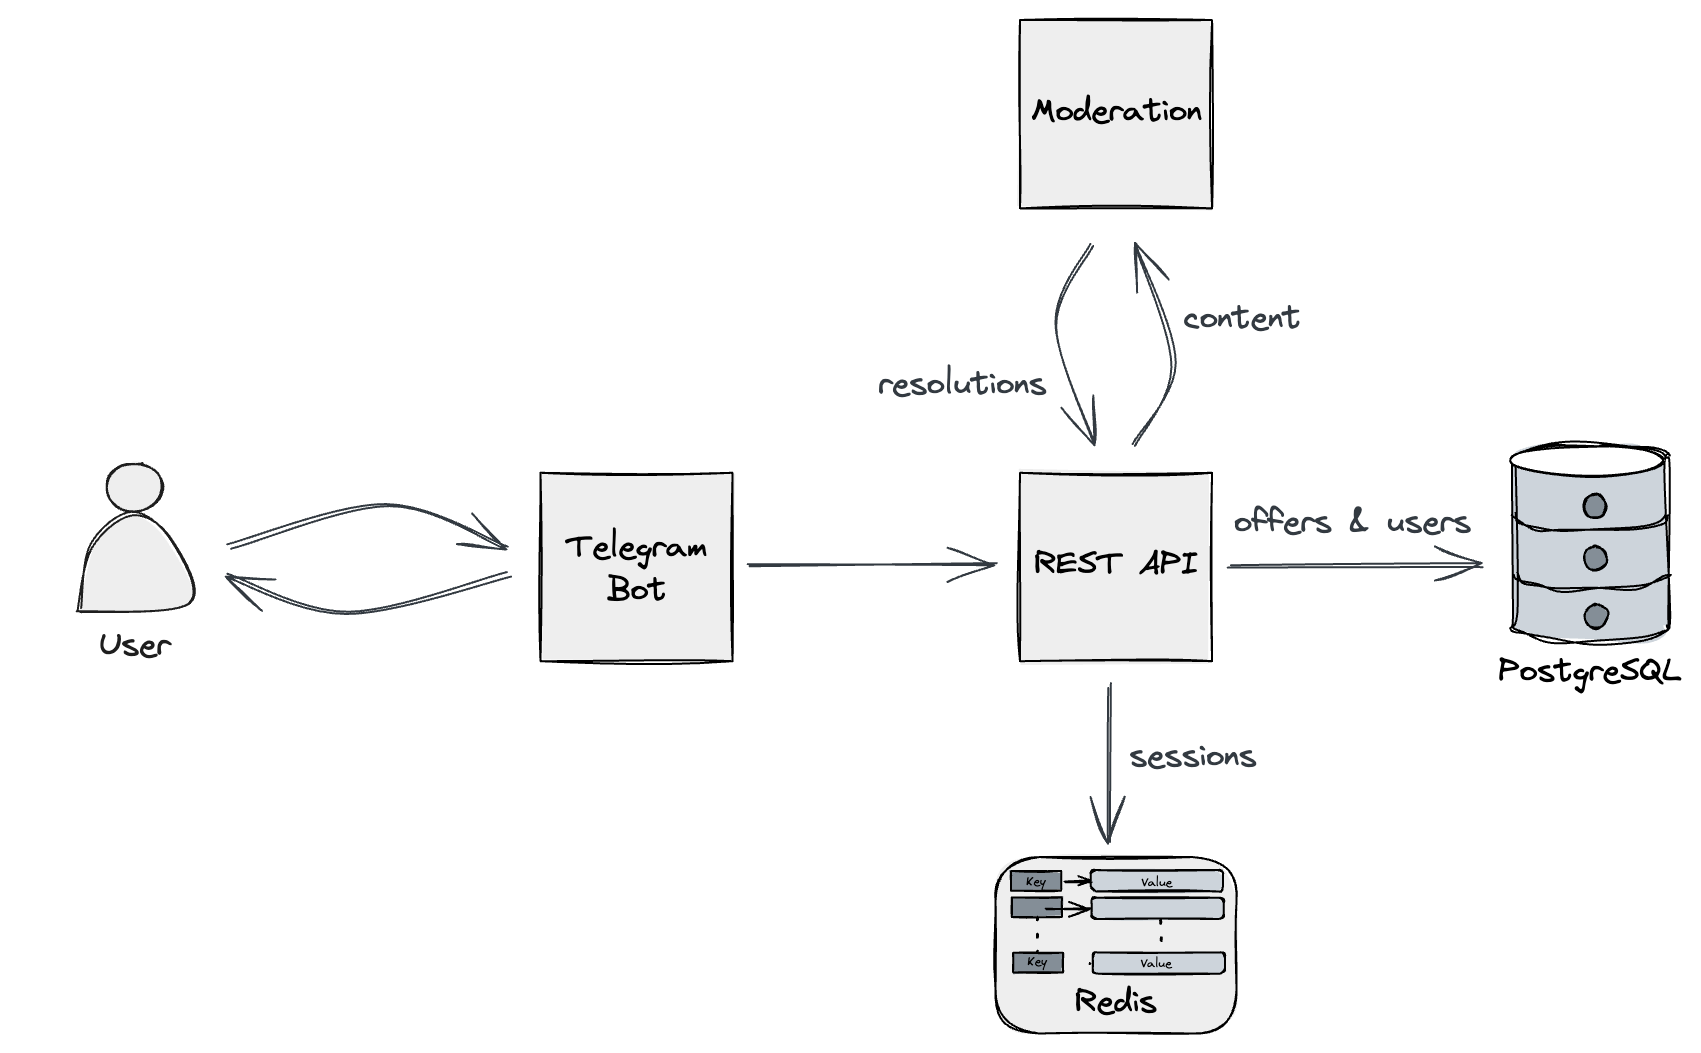 Moderation
content
resolutions
offers & users
Telegram
Bot
REST API
User
PostgreSQL
sessions
Key
Value
Key
Value
Redis